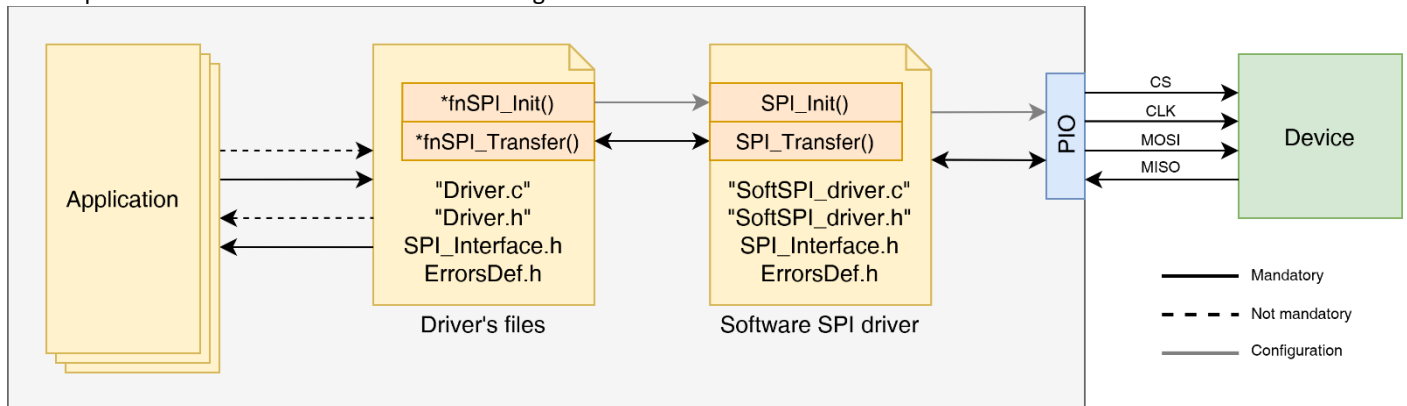 Application
*fnSPI_Init()
*fnSPI_Transfer()
"Driver.c"
"Driver.h"
SPI_Interface.h
ErrorsDef.h
Driver's files
SPI_Init()
SPI_Transfer()
"SoftSPI_driver.c"
"SoftSPI_driver.h"
SPI_Interface.h
ErrorsDef.h
Software SPI driver
PIO
CS
CLK
MOSI
MISO
Device
Mandatory
Not mandatory
Configuration